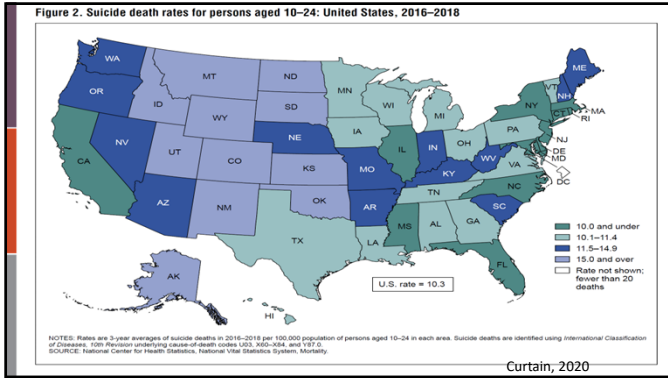 Figure 2. Suicide death rates for persons aged 10–24: United States, 2016–2018
WA
OR
CA
NV
ID
MT
WY
UT
AZ
CO
NM
ND
SD
NE
KS
OK
TX
MN
IA
MO
AR
LA
WI
IL
MI
IN
OH
KY
TN
MS
AL
GA
FL
SC
NC
VA
WV
PA
NY
VT
NH
ME
MA
RI
CT
NJ
DE
MD
DC
AK
HI
U.S. rate = 10.3
10.0 and under
10.1–11.4
11.5–14.9
15.0 and over
Rate not shown;
fewer than 20
deaths
NOTES: Rates are 3-year averages of suicide deaths in 2016–2018 per 100,000 population of persons aged 10–24 in each area. Suicide deaths are identified using International Classification
of Diseases, 10th Revision underlying cause-of-death codes U03, X60–X84, and Y87.0.
SOURCE: National Center for Health Statistics, National Vital Statistics System, Mortality.
Curtain, 2020